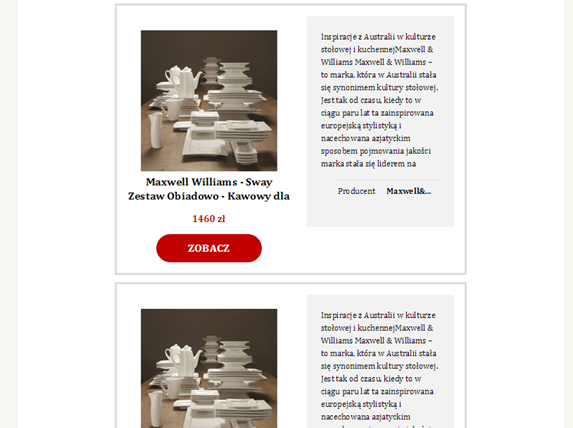 Inspiracje z Australii w kulturze
stołowej i kuchennejMaxwell &
Williams Maxwell & Williams –
to marka, która w Australii stała
się synonimem kultury stołowej.
Jest tak od czasu, kiedy to w
ciągu paru lat ta zainspirowana
europejską stylistyką i
nacechowana azjatyckim
sposobem pojmowania jakości
marka stała się liderem na
Producent Maxwell&...
Maxwell Williams - Sway
Zestaw Obiadowo - Kawowy dla
1460 zł
ZOBACZ
Inspiracje z Australii w kulturze
stołowej i kuchennejMaxwell &
Williams Maxwell & Williams –
to marka, która w Australii stała
się synonimem kultury stołowej.
Jest tak od czasu, kiedy to w
ciągu paru lat ta zainspirowana
europejską stylistyką i
nacechowana azjatyckim